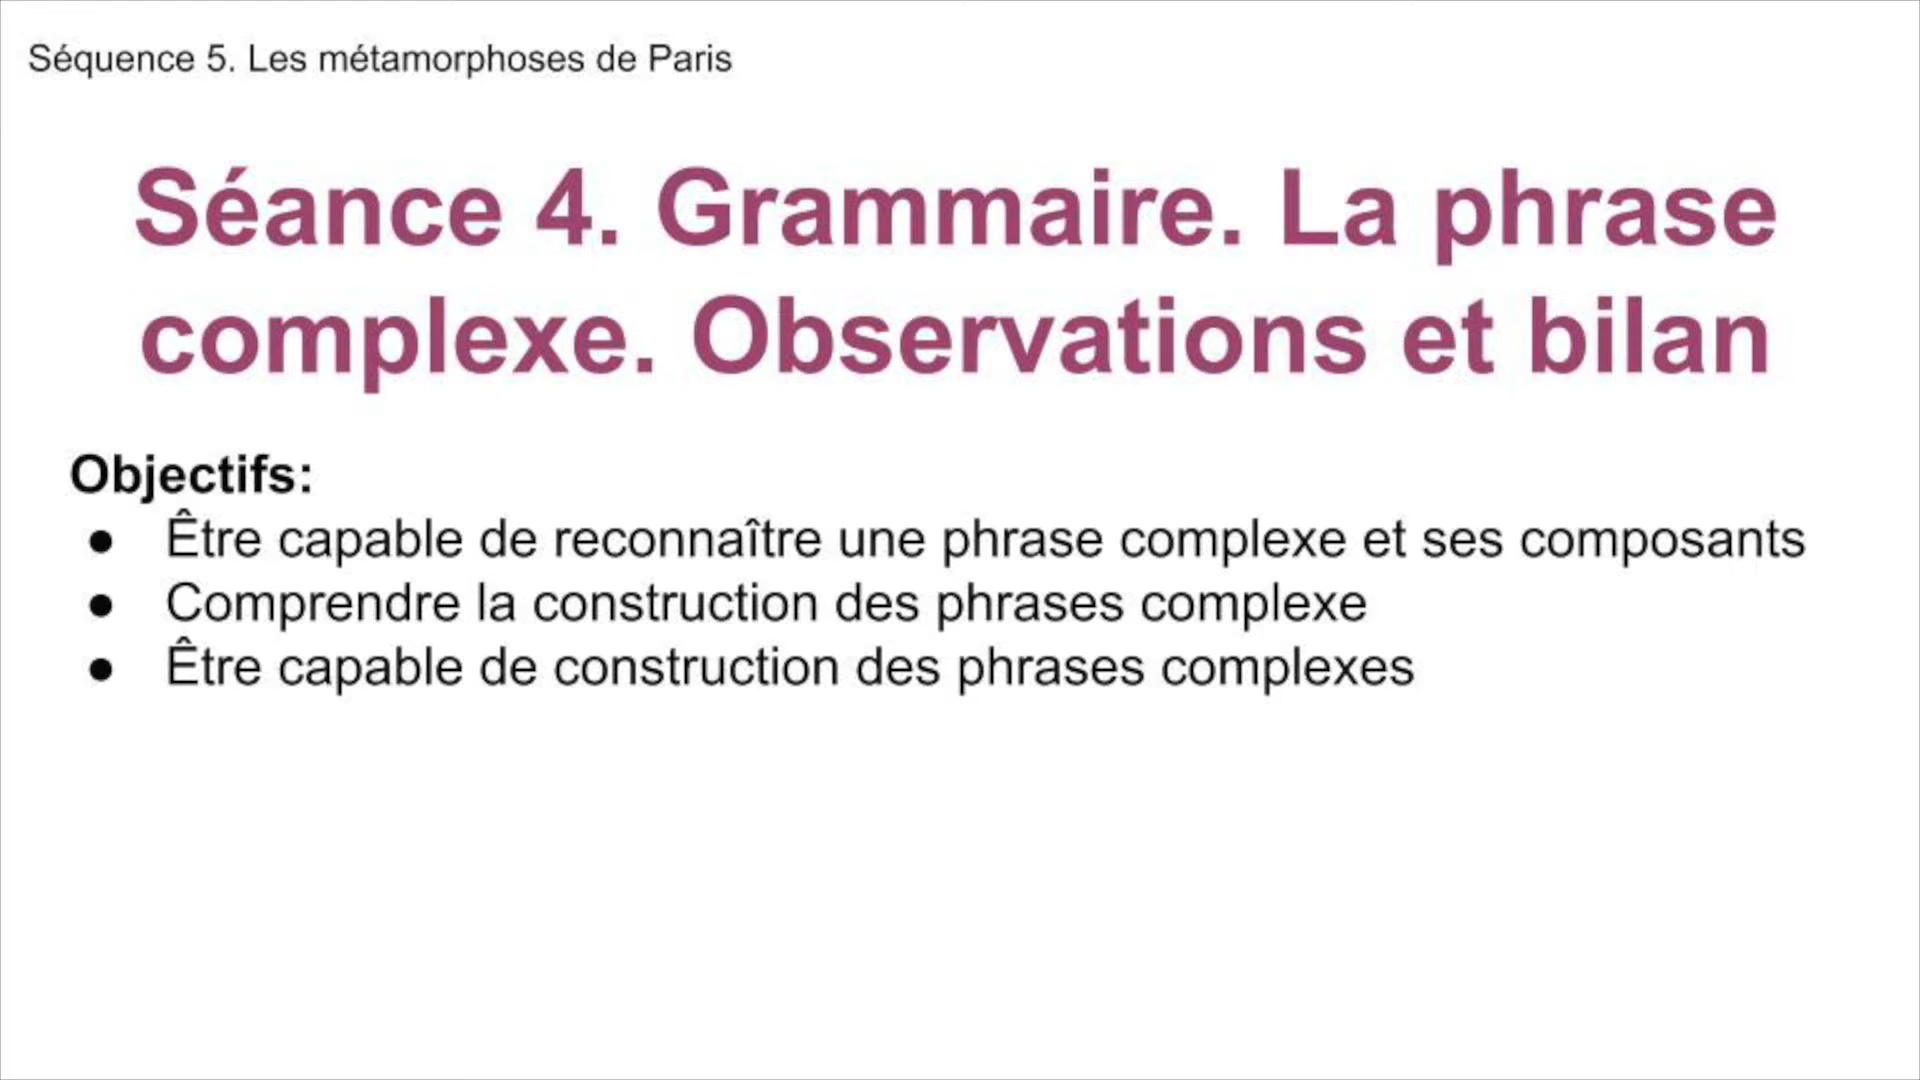 Séquence 5. Les métamorphoses de Paris
Séance 4. Grammaire. La phrase
complexe. Observations et bilan
Objectifs:
● Être capable de reconnaître une phrase complexe et ses composants
● Comprendre la construction des phrases complexe
● Être capable de construction des phrases complexes